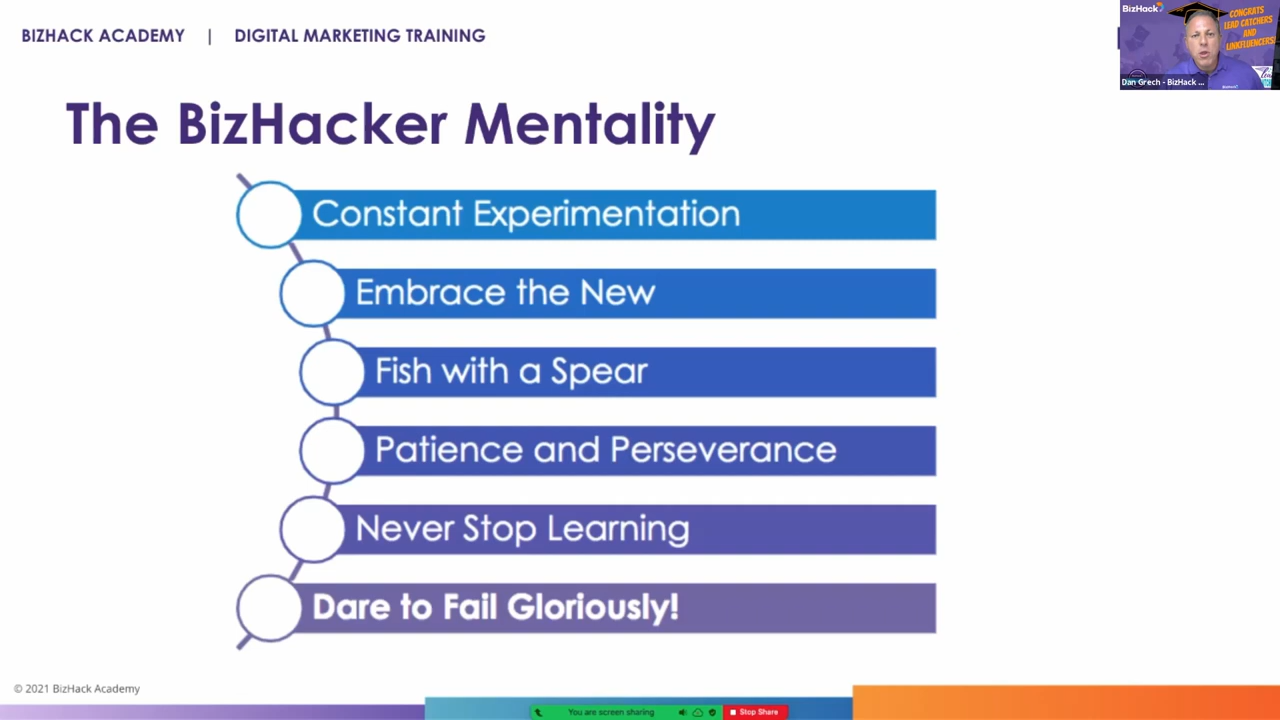 BIZHACK ACADEMY | DIGITAL MARKETING TRAINING
BizHack
CONGRATS
LEAD CATCHERS
AND
LINKFLUENCERS!
Dan Grech - BizHack ...
The BizHacker Mentality
Constant Experimentation
Embrace the New
Fish with a Spear
Patience and Perseverance
Never Stop Learning
Dare to Fail Gloriously!
© 2021 BizHack Academy
You are screen sharing
Stop Share